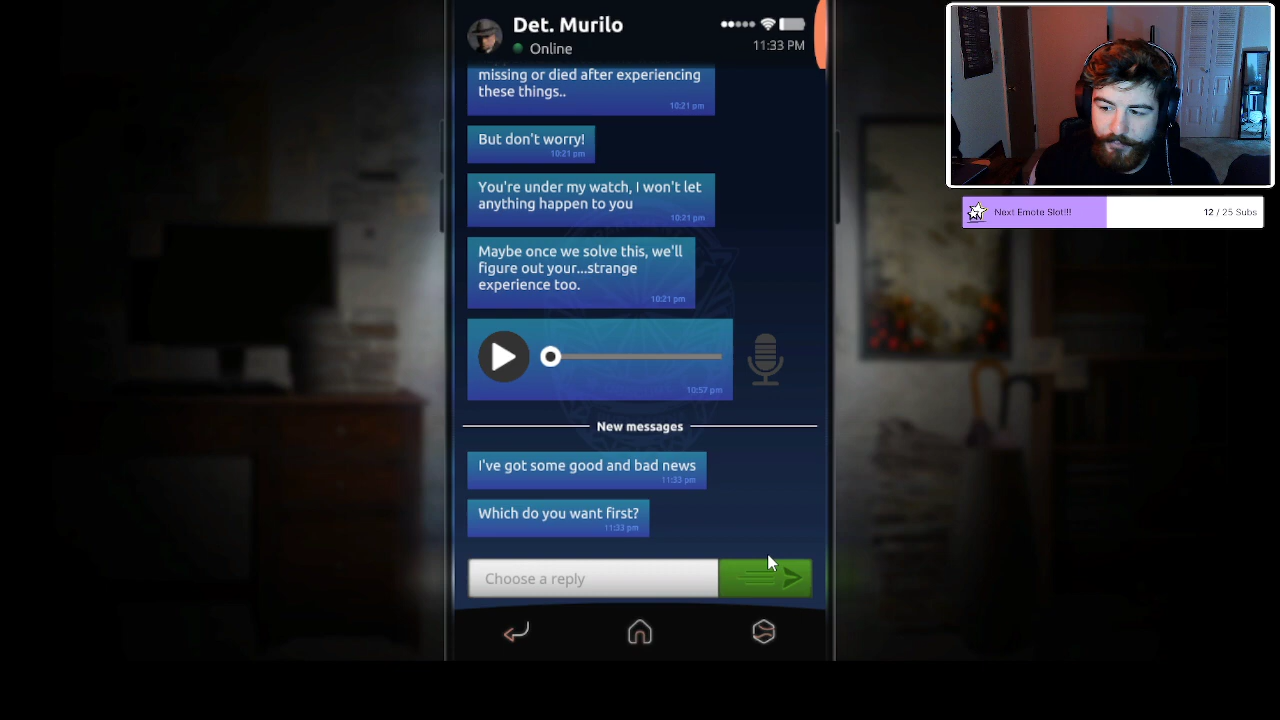 Det. Murilo
Online
11:33 PM
missing or died after experiencing
these things..
10:21 pm
But don't worry!
10:21 pm
You're under my watch, I won't let
anything happen to you
10:21 pm
Maybe once we solve this, we'll
figure out your...strange
experience too.
10:21 pm
10:57 pm
New messages
I've got some good and bad news
11:33 pm
Which do you want first?
11:33 pm
Choose a reply
Next Emote Slot!!!
12 / 25 Subs